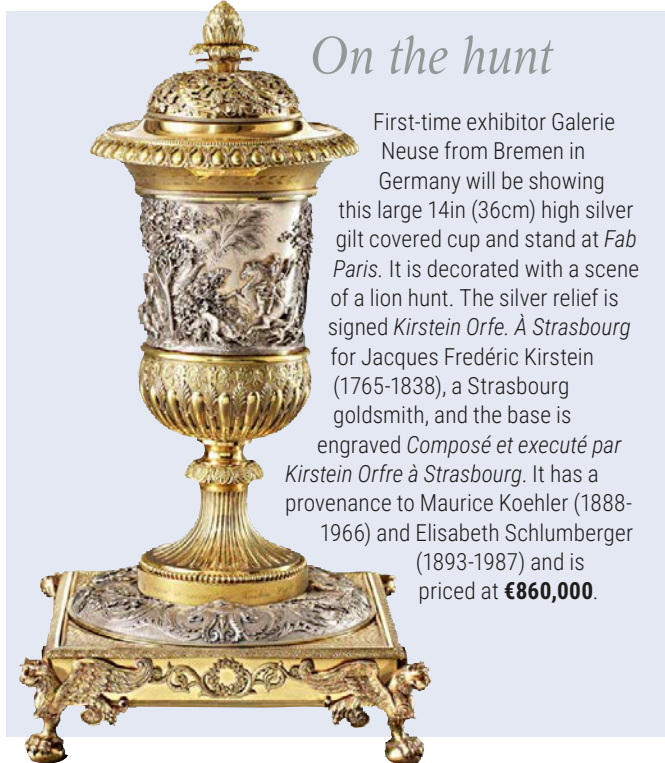 On the hunt
First-time exhibitor Galerie
Neuse from Bremen in
Germany will be showing
this large 14in (36cm) high silver
gilt covered cup and stand at Fab
Paris. It is decorated with a scene
of a lion hunt. The silver relief is
signed Kirstein Orfe. À Strasbourg
for Jacques Fredéric Kirstein
(1765-1838), a Strasbourg
goldsmith, and the base is
engraved Composé et executé par
Kirstein Orfre à Strasbourg. It has a
provenance to Maurice Koehler (1888-
1966) and Elisabeth Schlumberger
(1893-1987) and is
priced at €860,000.